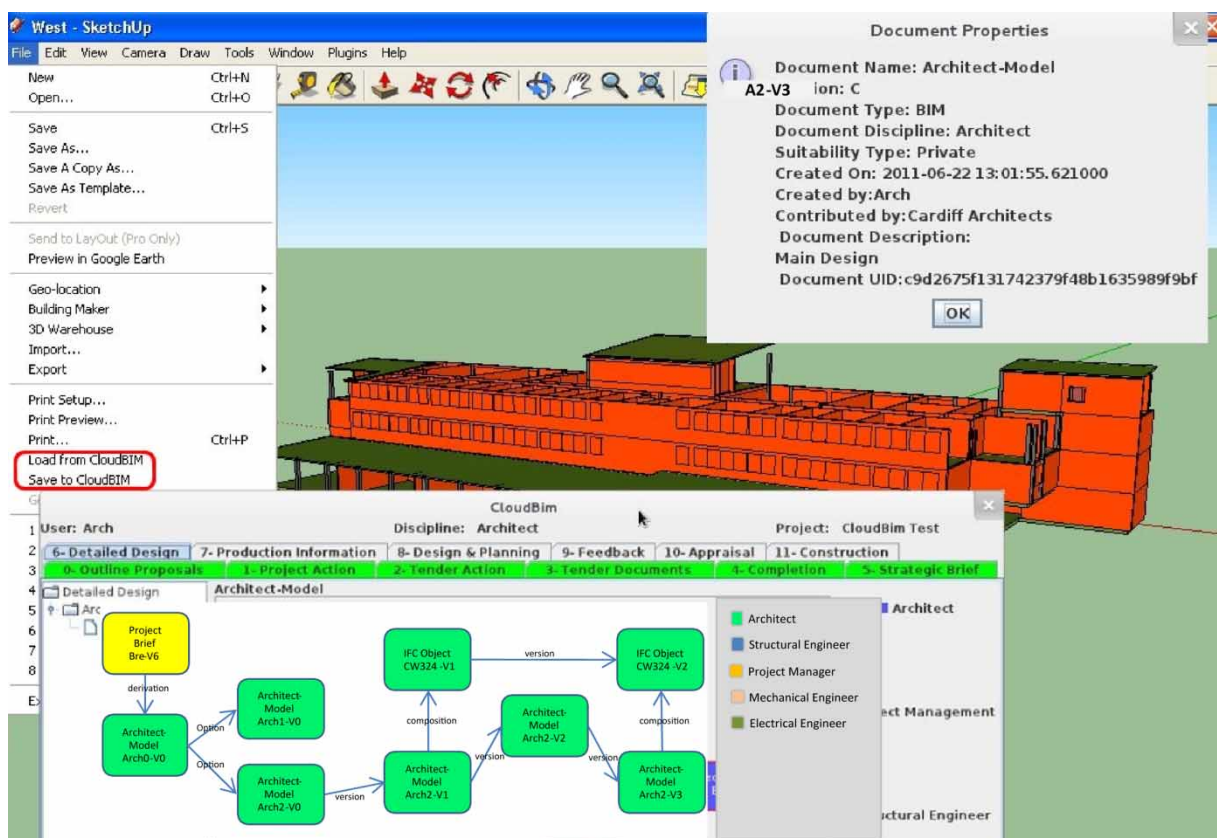 West - SketchUp
File Edit View Camera Draw Tools Window Plugins Help
New Ctrl+N
Open... Ctrl+O
Save Ctrl+S
Save As...
Save A Copy As...
Save As Template...
Revert
Send to LayOut (Pro Only)
Preview in Google Earth
Geo-location
Building Maker
3D Warehouse
Import...
Export
Print Setup...
Print Preview...
Print... Ctrl+P
Load from CloudBIM
Save to CloudBIM
1
2
3
4
5
6
7
8
Document Properties
Document Name: Architect-Model
A2-V3 ion: C
Document Type: BIM
Document Discipline: Architect
Suitability Type: Private
Created On: 2011-06-22 13:01:55.621000
Created by:Arch
Contributed by:Cardiff Architects
Document Description:
Main Design
Document UID:c9d2675f131742379f48b1635989f9bf
OK
CloudBim
User: Arch Discipline: Architect Project: CloudBim Test
6- Detailed Design 7- Production Information 8- Design & Planning 9- Feedback 10- Appraisal 11- Construction
0- Outline Proposals 1- Project Action 2- Tender Action 3- Tender Documents 4- Completion 5- Strategic Brief
Detailed Design
Arc
Architect-Model
Project
Brief
Bre-V6
derivation
Architect-
Model
Arch0-V0
Option
Option
Architect-
Model
Arch1-V0
Architect-
Model
Arch2-V0
version
Architect-
Model
Arch2-V1
composition
IFC Object
CW324 -V1
version
IFC Object
CW324 -V2
version
Architect-
Model
Arch2-V2
version
Architect-
Model
Arch2-V3
composition
Architect
Structural Engineer
Project Manager
Mechanical Engineer
Electrical Engineer
Architect
ect Management
uctural Engineer